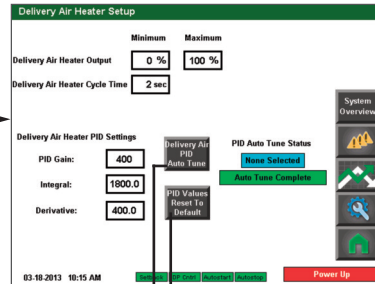 Delivery Air Heater Setup
Minimum Maximum
Delivery Air Heater Output 0 % 100 %
Delivery Air Heater Cycle Time 2 sec
System
Overview
Delivery Air Heater PID Settings
Delivery Air
PID
Auto Tune
PID Auto Tune Status
PID Gain: 400
None Selected
Integral: 1800.0
Auto Tune Complete
PID Values
Reset To
Default
Derivative: 400.0
03-18-2013 10:15 AM
Setback DP Cntrl Autostart Autostop
Power Up